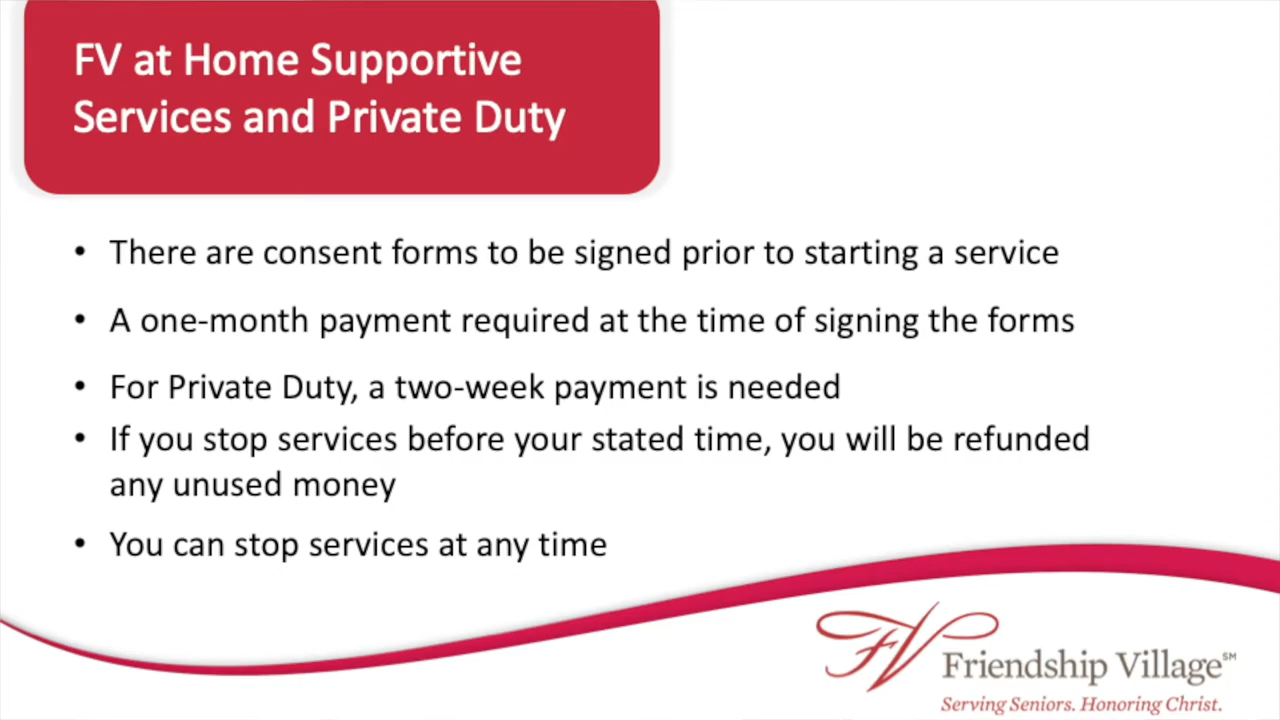 FV at Home Supportive
Services and Private Duty
• There are consent forms to be signed prior to starting a service
• A one-month payment required at the time of signing the forms
• For Private Duty, a two-week payment is needed
• If you stop services before your stated time, you will be refunded
any unused money
• You can stop services at any time
FV
Friendship Village℠
Serving Seniors. Honoring Christ.